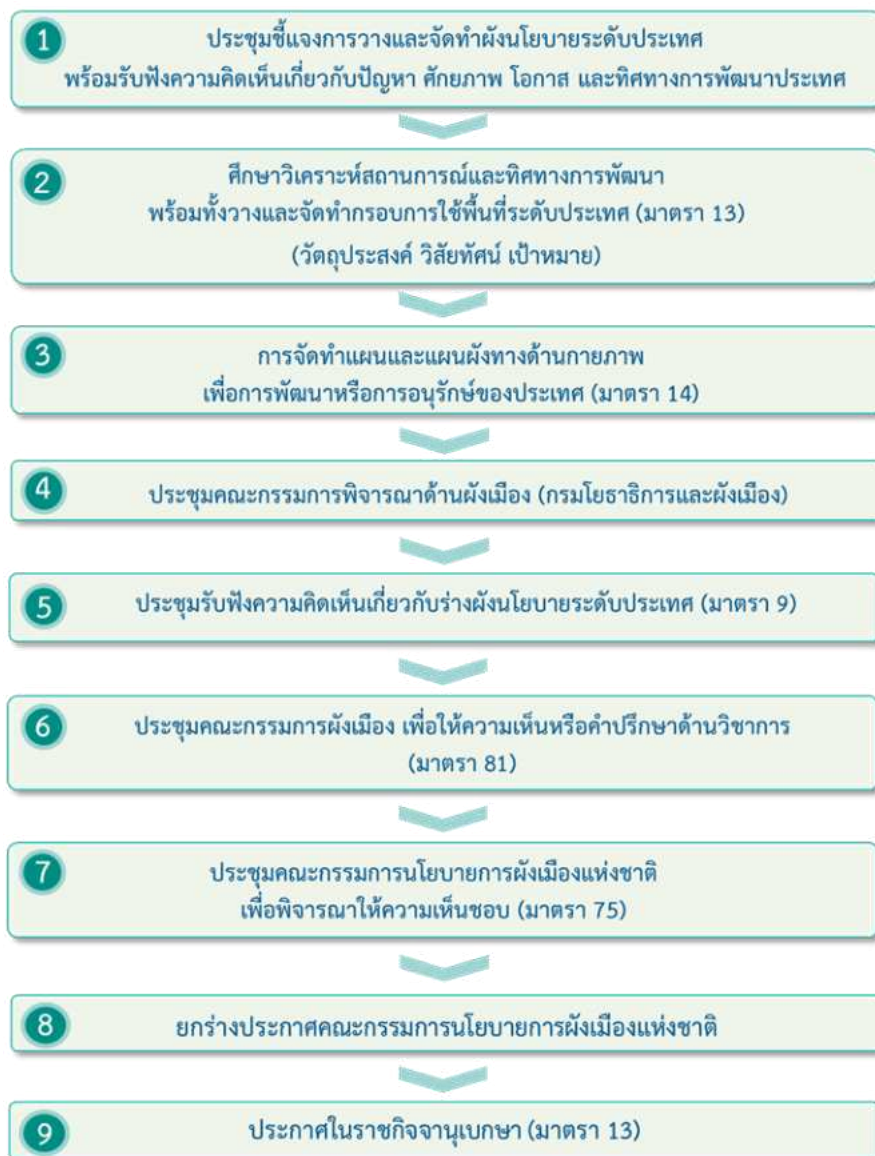 1
ประชุมชี้แจงการวางและจัดทำผังนโยบายระดับประเทศ
พร้อมรับฟังความคิดเห็นเกี่ยวกับปัญหา ศักยภาพ โอกาส และทิศทางการพัฒนาประเทศ
2
ศึกษาวิเคราะห์สถานการณ์และทิศทางการพัฒนา
พร้อมทั้งวางและจัดทำกรอบการใช้พื้นที่ระดับประเทศ (มาตรา 13)
(วัตถุประสงค์ วิสัยทัศน์ เป้าหมาย)
3
การจัดทำแผนและแผนผังทางด้านกายภาพ
เพื่อการพัฒนาหรือการอนุรักษ์ของประเทศ (มาตรา 14)
4
ประชุมคณะกรรมการพิจารณาด้านผังเมือง (กรมโยธาธิการและผังเมือง)
5
ประชุมรับฟังความคิดเห็นเกี่ยวกับร่างผังนโยบายระดับประเทศ (มาตรา 9)
6
ประชุมคณะกรรมการผังเมือง เพื่อให้ความเห็นหรือคำปรึกษาด้านวิชาการ
(มาตรา 81)
7
ประชุมคณะกรรมการนโยบายการผังเมืองแห่งชาติ
เพื่อพิจารณาให้ความเห็นชอบ (มาตรา 75)
8
ยกร่างประกาศคณะกรรมการนโยบายการผังเมืองแห่งชาติ
9
ประกาศในราชกิจจานุเบกษา (มาตรา 13)